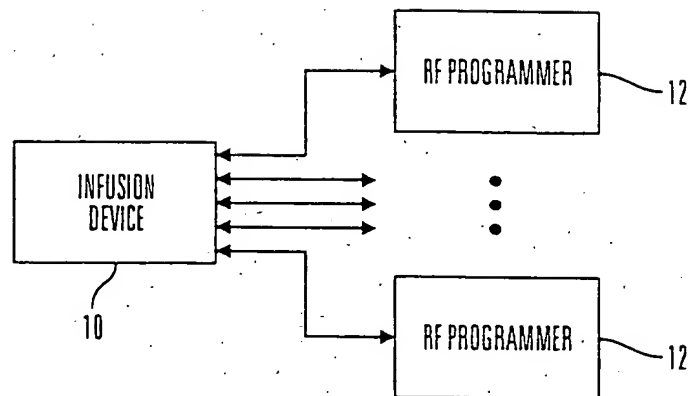 RF PROGRAMMER
12
INFUSION
DEVICE
10
RF PROGRAMMER
12